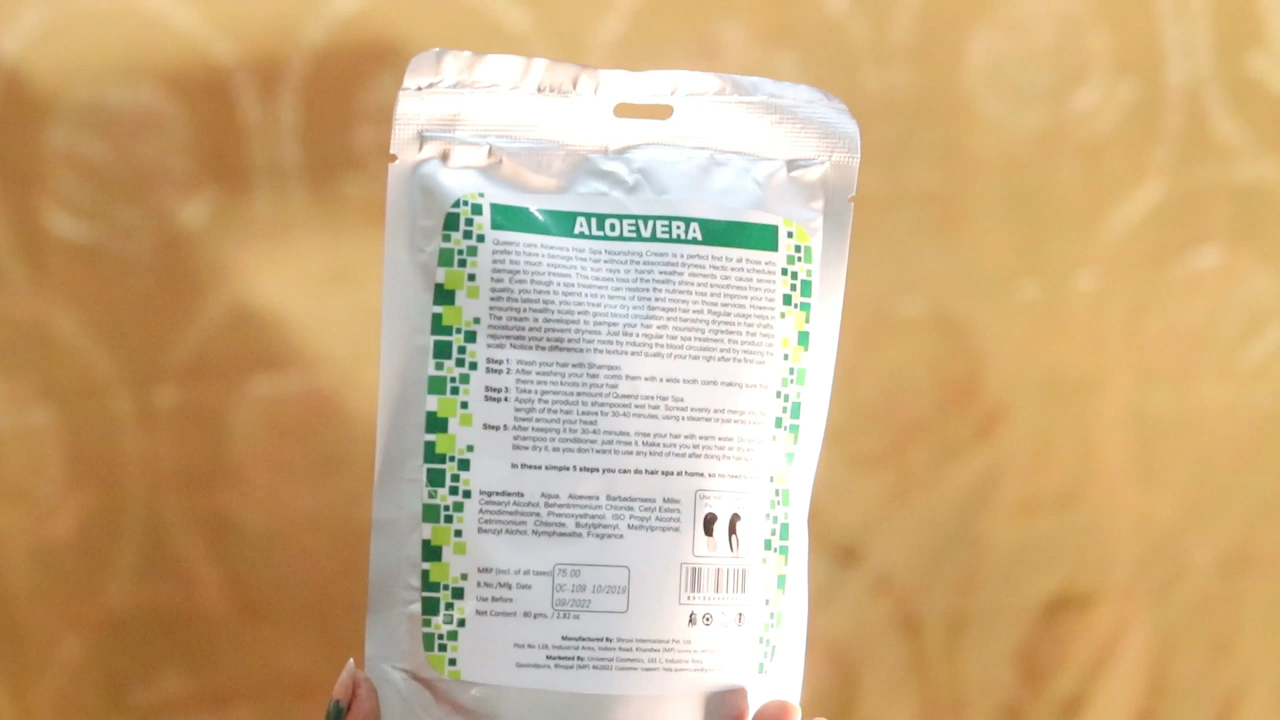 ALOEVERA
Queenz care Aloevera Hair Spa Nourishing Cream is a perfect find for all those who
prefer to have a damage free hair without the associated dryness. Hectic work schedules
and too much exposure to sun rays or harsh weather elements can cause severe
damage to your tresses. This causes loss of the healthy shine and smoothness from your
hair. Even though a spa treatment can restore the nutrients loss and improve your hair
quality, you have to spend a lot in terms of time and money on those services. However
with this latest spa, you can treat your dry and damaged hair well. Regular usage helps in
ensuring a healthy scalp with good blood circulation and banishing dryness in hair shafts.
The cream is developed to pamper your hair with nourishing ingredients that helps
moisturize and prevent dryness. Just like a regular hair spa treatment, this product can
rejuvenate your scalp and hair roots by inducing the blood circulation and by relaxing the
scalp. Notice the difference in the texture and quality of your hair right after the first use.
Step 1: Wash your hair with Shampoo.
Step 2: After washing your hair, comb them with a wide tooth comb making sure
there are no knots in your hair.
Step 3: Take a generous amount of Queenz care Hair Spa.
Step 4: Apply the product to shampooed wet hair. Spread evenly and
length of the hair. Leave for 30-40 minutes, using a steamer or just wrap a
towel around your head.
Step 5: After keeping it for 30-40 minutes, rinse your hair with warm water.
shampoo or conditioner, just rinse it. Make sure you let you hair air dry
blow dry it, as you don't want to use any kind of heat after doing the hair
In these simple 5 steps you can do hair spa at home, so no need
Ingredients : Aqua, Aloevera Barbadensess Miller,
Cetearyl Alcohol, Behentrimonium Chloride, Cetyl Esters,
Amodimethicone, Phenoxyethanol, ISO Propyl Alcohol,
Cetrimonium Chloride, Butylphenyl, Methylpropinal,
Benzyl Alchol, Nymphaealba, Fragrance.
Use
MRP (Incl. of all taxes) 75.00
B.No./Mfg. Date QC-109 10/2019
Use Before : 09/2022
Net Content : 80 gms. / 2.82 oz
Manufactured By: Shrusi International Pvt. Ltd.
Plot No 128, Industrial Area, Indore Road, Khandwa (MP)
Marketed By: Universal Cosmetics, 101 C, Industrial Area
Govindpura, Bhopal (MP) 462022 Customer support: